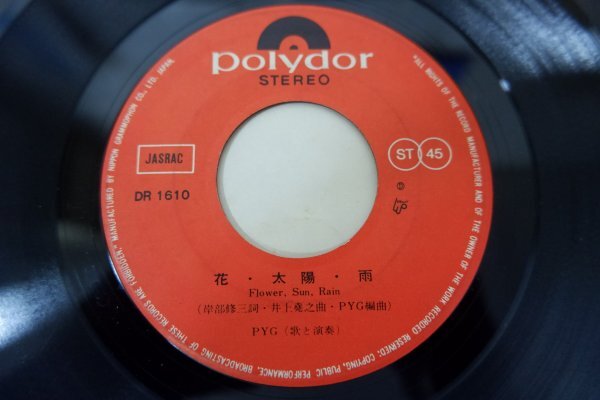 polydor
STEREO
JASRAC
DR 1610
ST 45
Ⓟ
花・太陽・雨
Flower, Sun, Rain
(岸部修三詞・井上堯之曲・PYG編曲)
PYG (歌と演奏)
"ALL RIGHTS OF THE RECORD MANUFACTURER AND OF THE OWNER OF THE WORK RECORDED RESERVED; COPYING, PUBLIC PERFORMANCE, BROADCASTING OF THESE RECORDS ARE FORBIDDEN," MANUFACTURED BY NIPPON GRAMMOPHON CO., LTD. JAPAN.